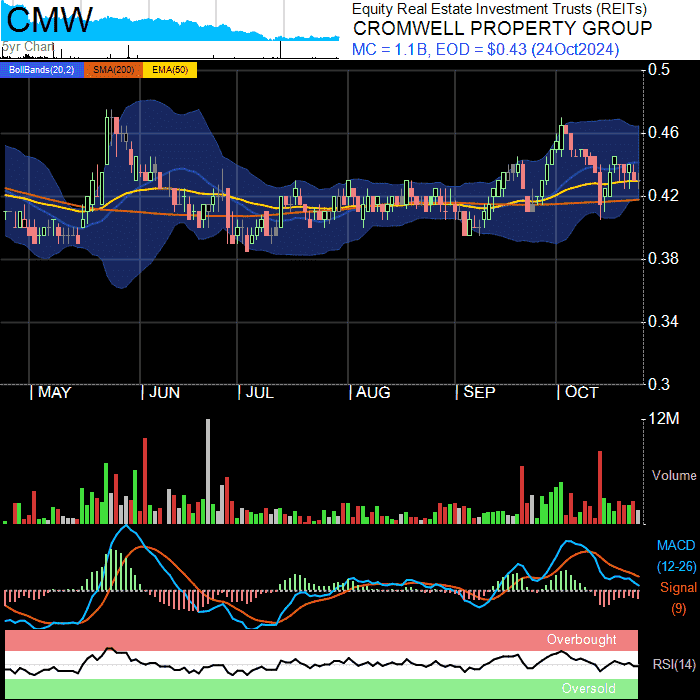 CMW
5yr Chart
Equity Real Estate Investment Trusts (REITs)
CROMWELL PROPERTY GROUP
MC = 1.1B, EOD = $0.43 (24Oct2024)
BollBands(20,2) SMA(200) EMA(50)
0.5
0.46
0.42
0.38
0.34
0.3
MAY JUN JUL AUG SEP OCT
12M
Volume
MACD
(12-26)
Signal
(9)
Overbought
RSI(14)
Oversold